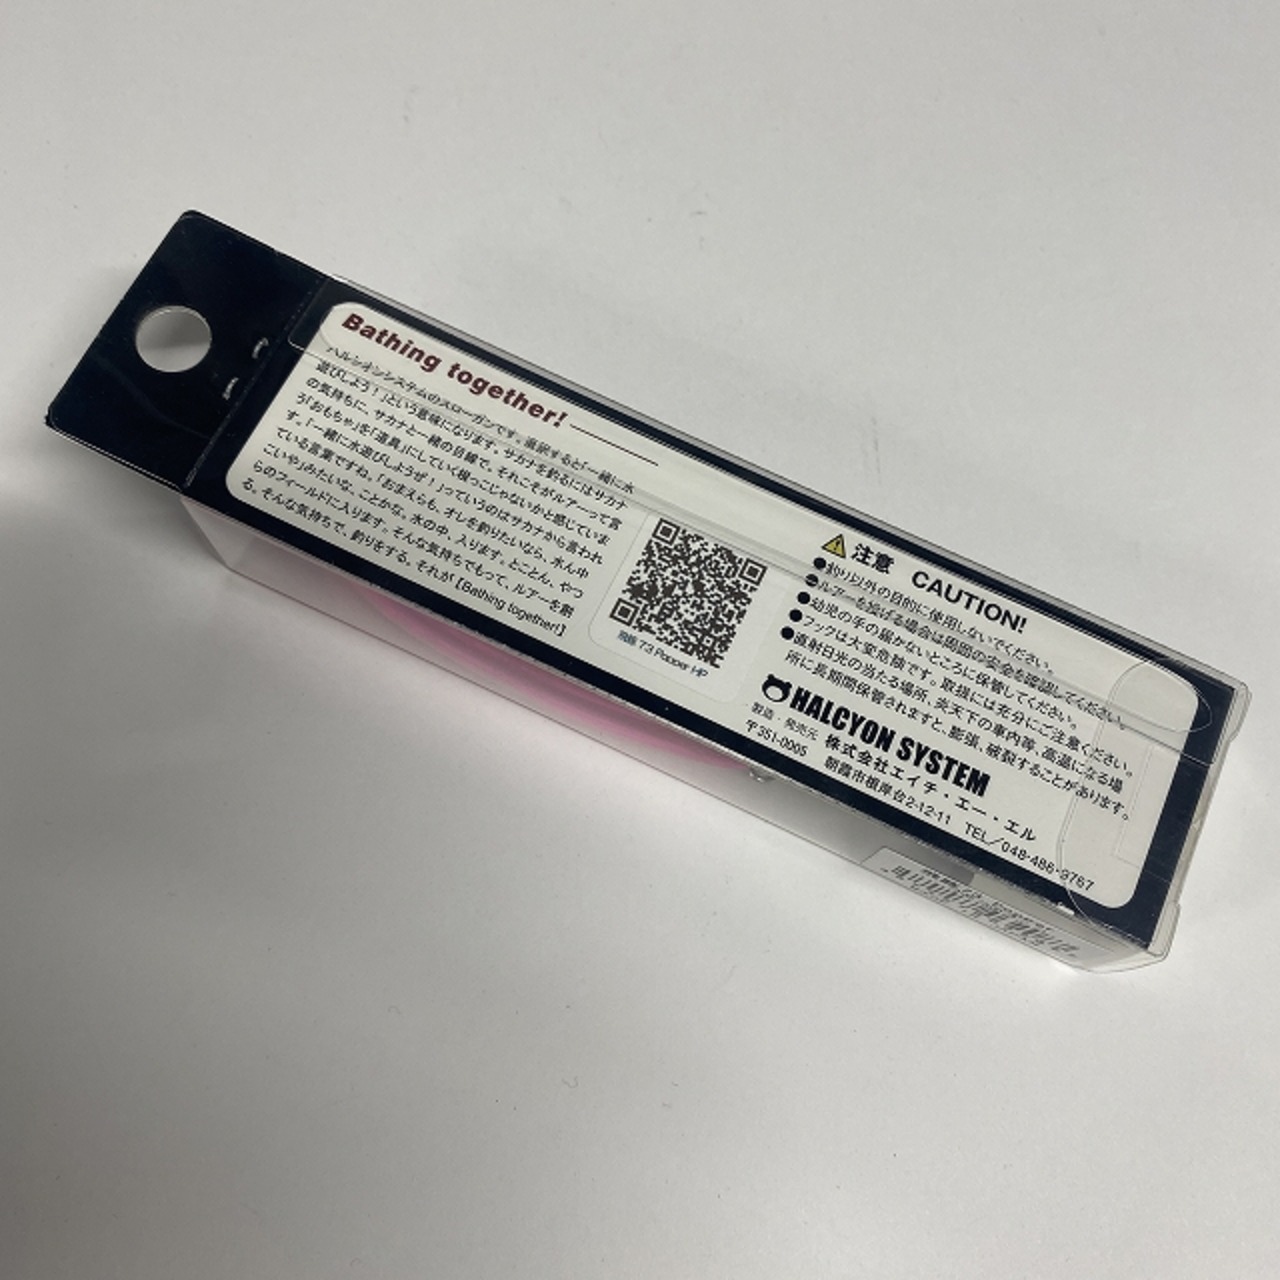 Bathing together!
ハルシオンシステムのスローガンです。直訳すると「一緒に水
遊びしよう！」という意味になります。サカナを釣るにはサカナ
の気持ちに、サカナと一緒の目線で。それこそがルアーって言
う「おもちゃ」を「道具」にしていく根っこじゃないかと感じていま
す。「一緒に水遊びしようぜ！」っていうのはサカナから言われ
ている言葉ですね。「おまえらも、オレを釣りたいなら、水ん中
こいや」みたいな。ことかな。水の中、入ります。とことん、やつ
らのフィールドに入ります。そんな気持ちでもって、ルアーを創
る。そんな気持ちで、釣りをする。それが【Bathing together!】
73 Popper HP
注意 CAUTION!
●釣り以外の目的に使用しないでください。
●ルアーを投げる場合は周囲の安全を確認してください。
●幼児の手の届かないところに保管してください。
●フックは大変危険です。取扱には充分にご注意ください。
●直射日光の当たる場所、炎天下の車内等、高温になる場
所に長期間保管されますと、膨張、破裂することがあります。
HALCYON SYSTEM
製造・発売元 株式会社エイチ・エー・エル
〒351-0005 朝霞市根岸台2-12-11 TEL／048-486-9767